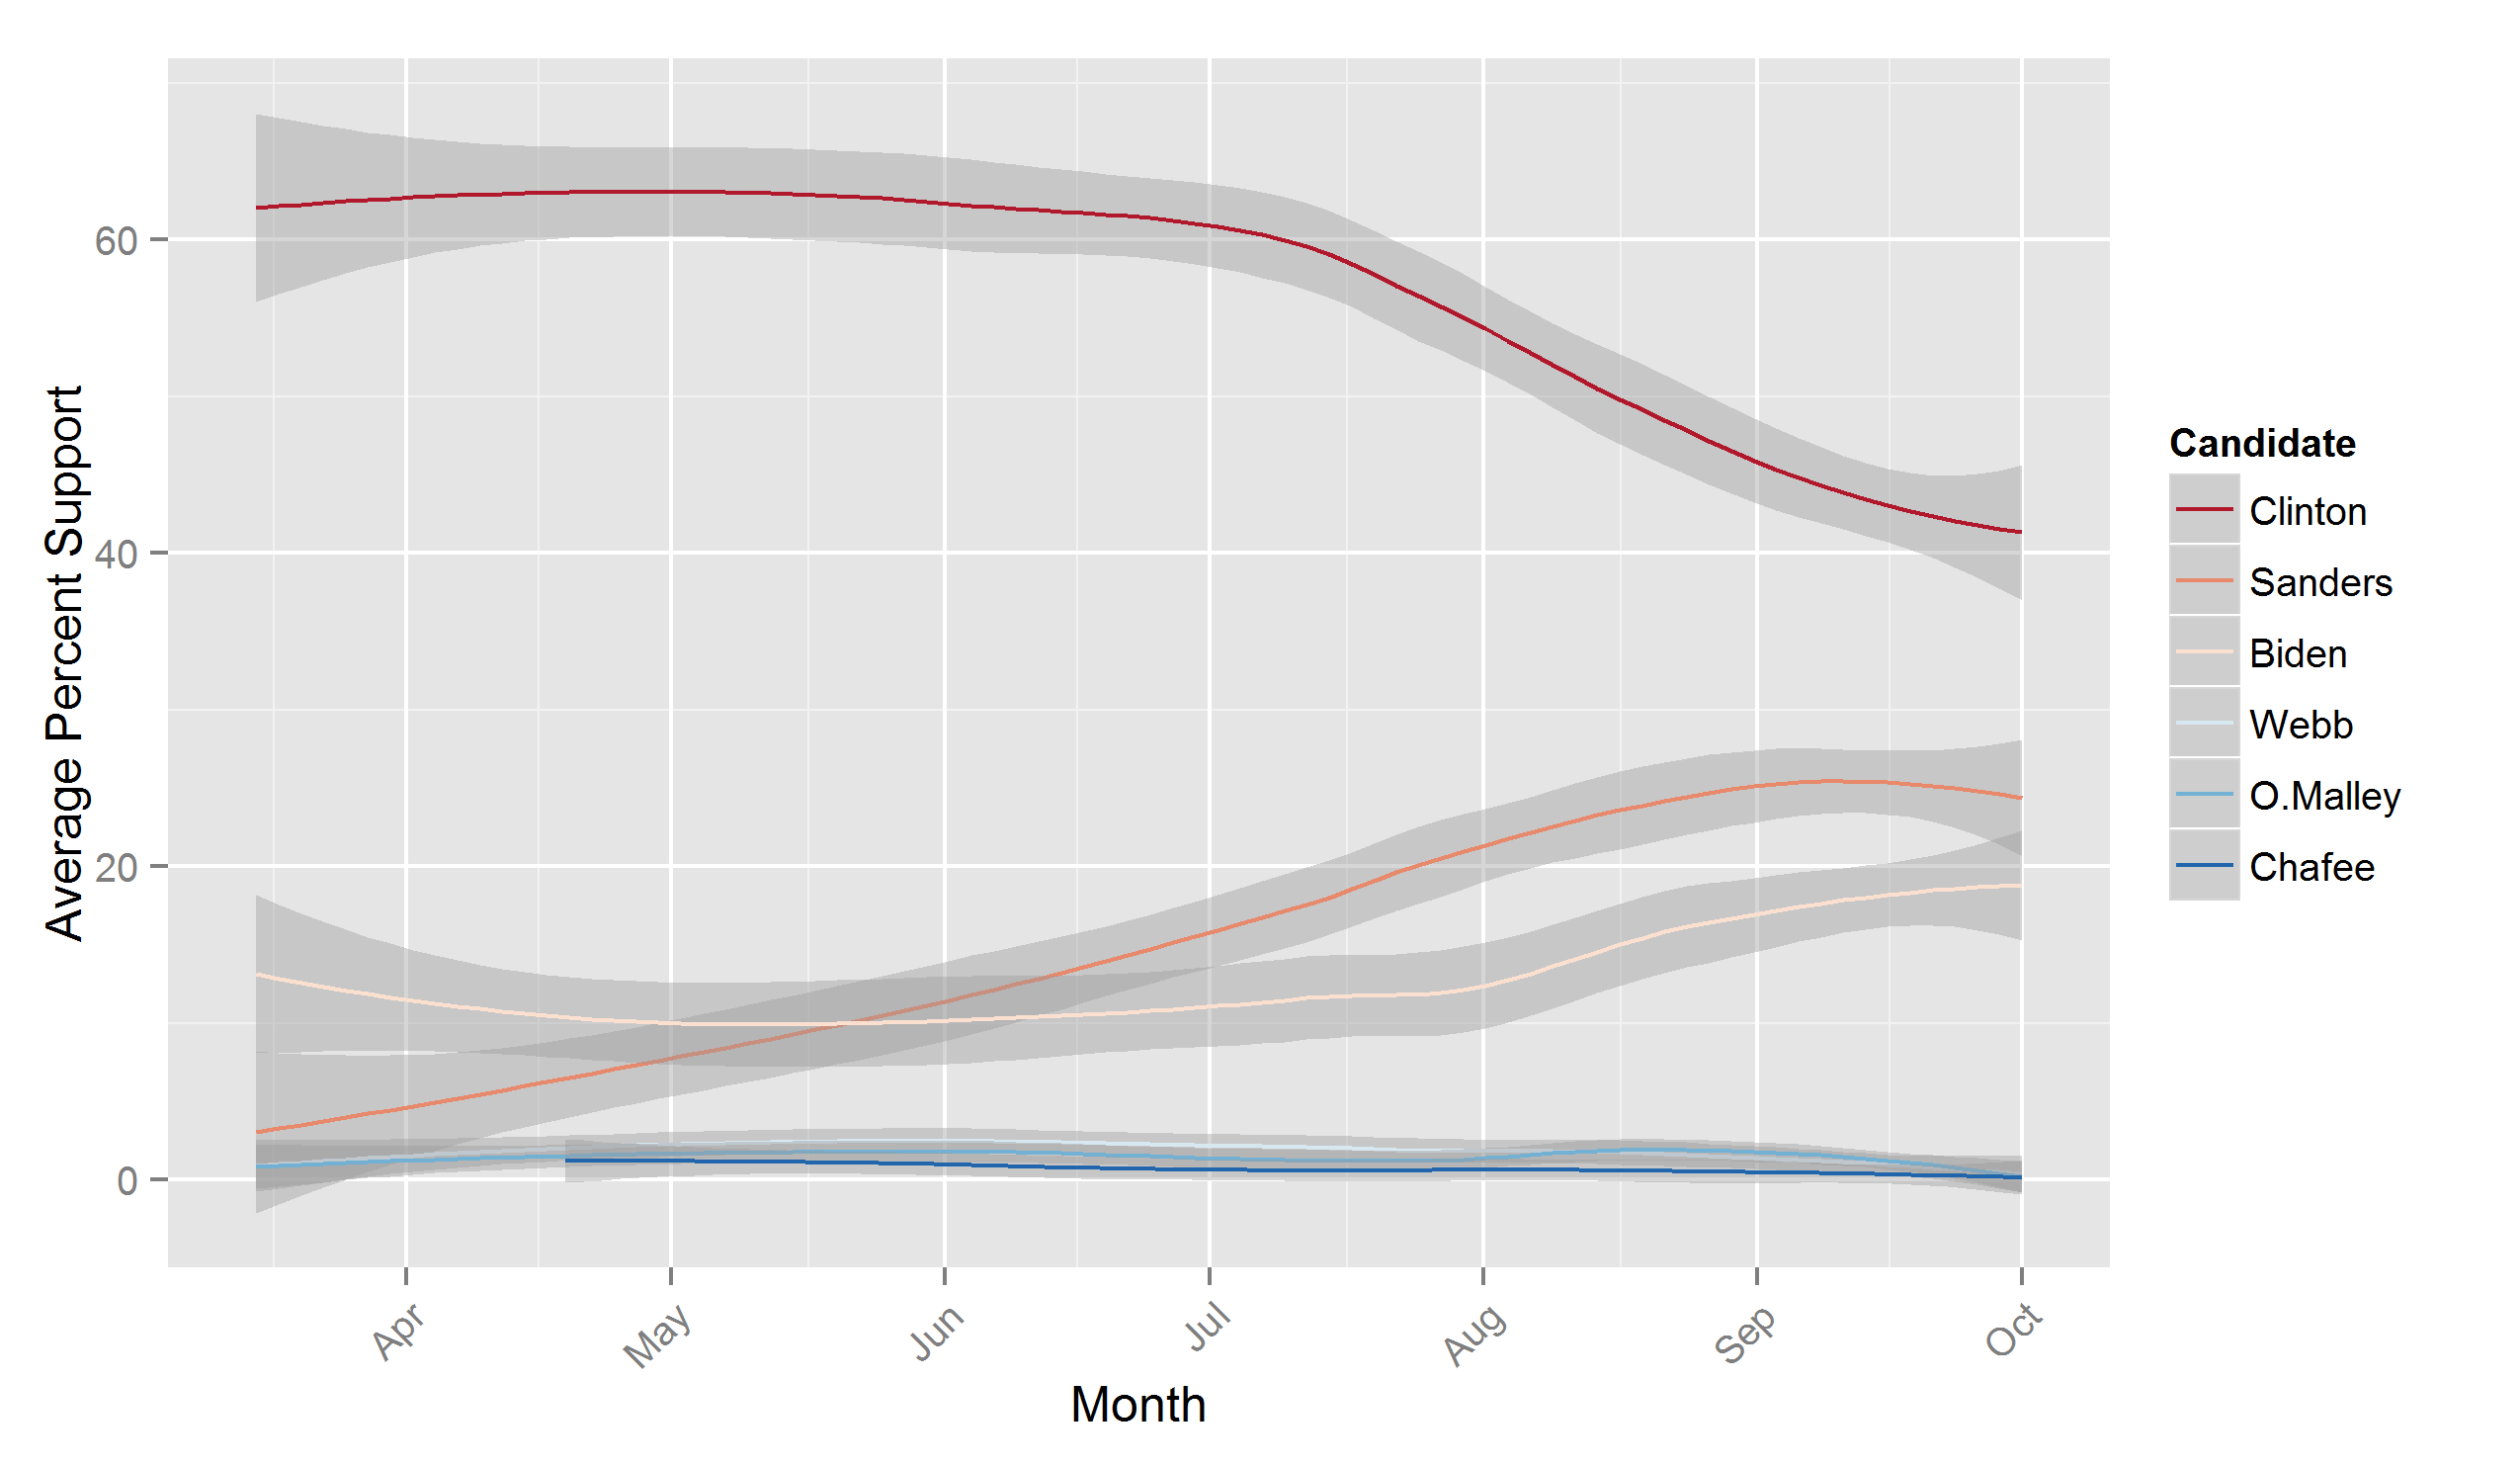 Average Percent Support
60
40
20
0
Apr
May
Jun
Jul
Aug
Sep
Oct
Month
Candidate
Clinton
Sanders
Biden
Webb
O.Malley
Chafee